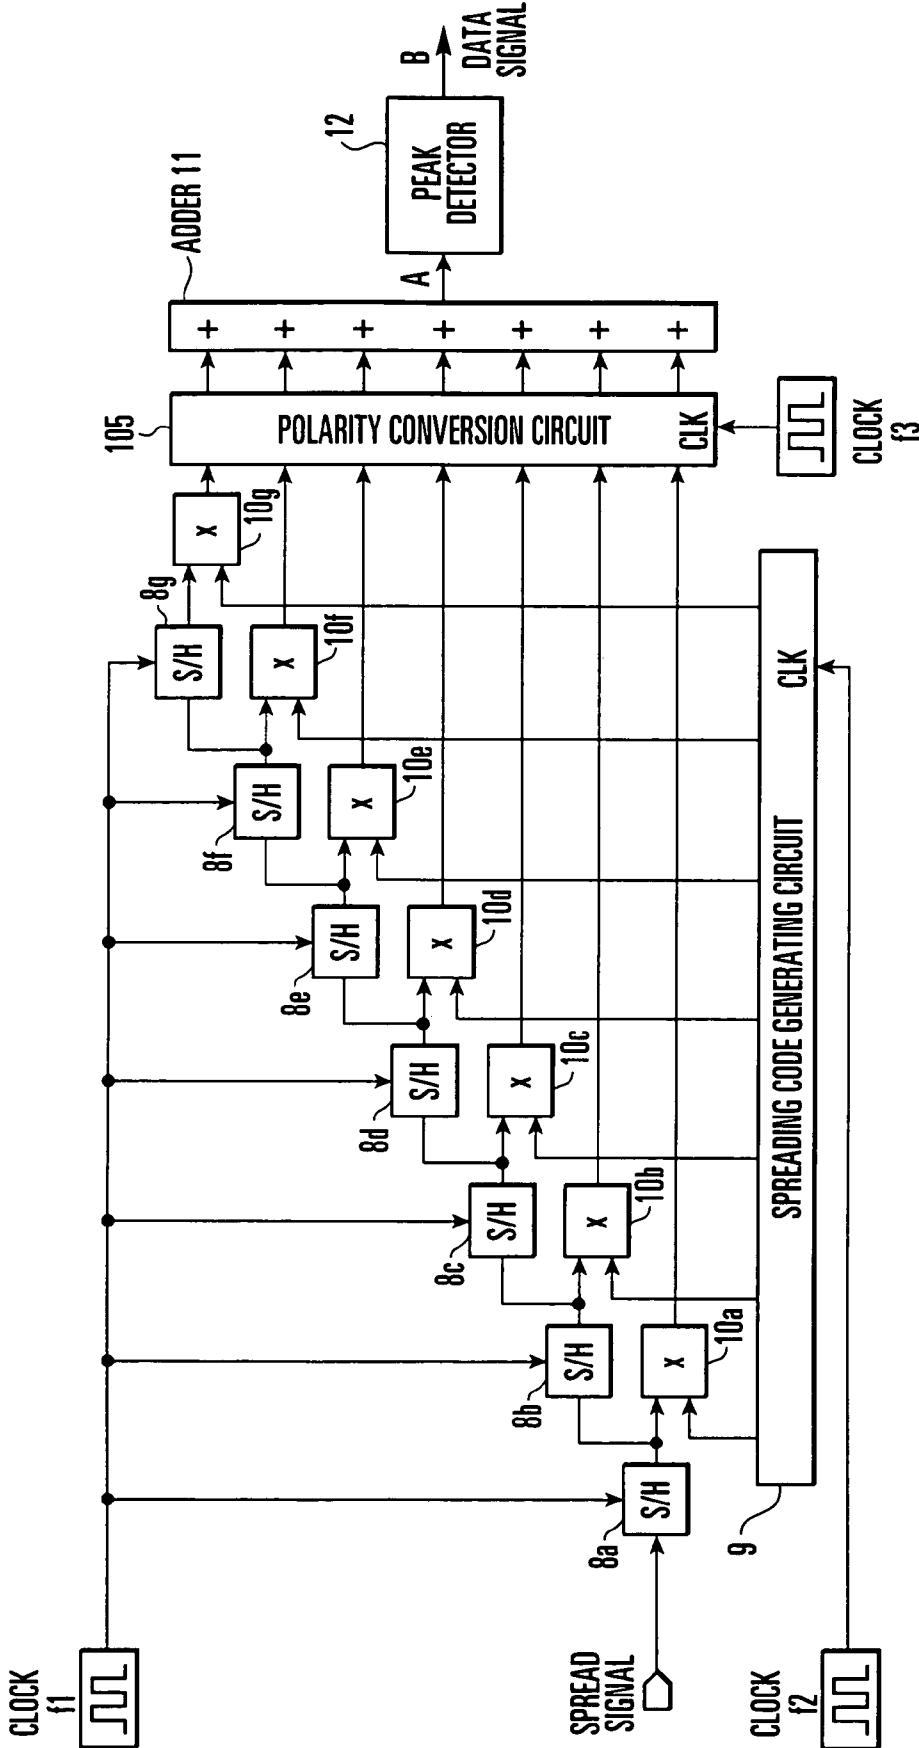 CLOCK
f1
SPREAD
SIGNAL
CLOCK
f2
8a
S/H
8b
S/H
8c
S/H
8d
S/H
8e
S/H
8f
S/H
8g
S/H
X
10a
X
10b
X
10c
X
10d
X
10e
X
10f
X
10g
9
SPREADING CODE GENERATING CIRCUIT
CLK
105
POLARITY CONVERSION CIRCUIT
CLK
CLOCK
f3
ADDER 11
+
+
+
+
+
+
+
A
12
PEAK
DETECTOR
B
DATA
SIGNAL